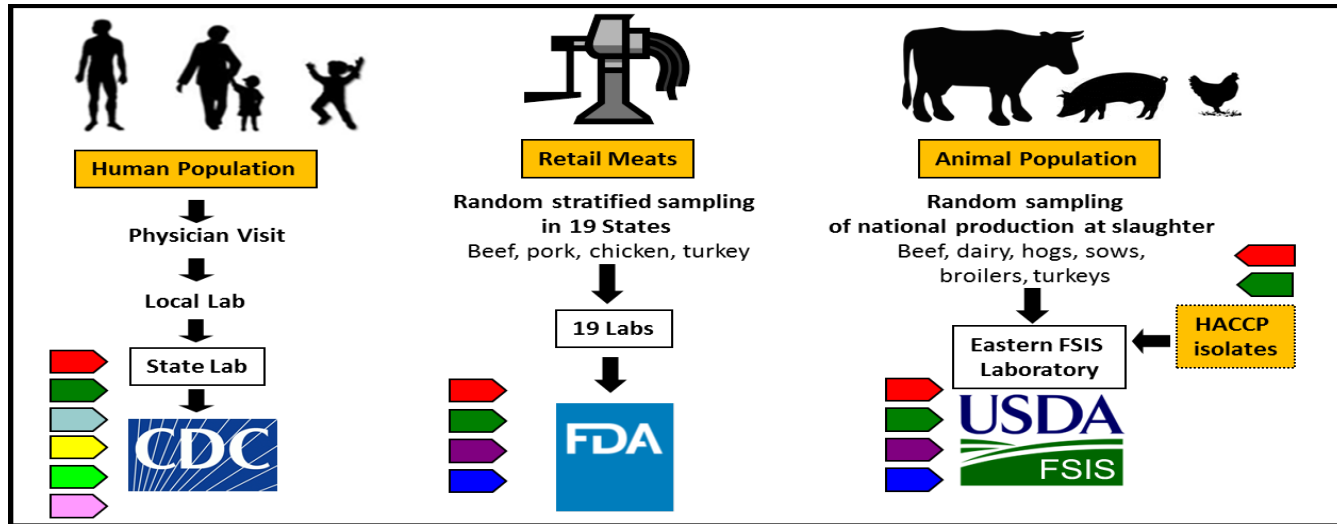 Human Population
Physician Visit
Local Lab
State Lab
CDC
Retail Meats
Random stratified sampling
in 19 States
Beef, pork, chicken, turkey
19 Labs
FDA
Animal Population
Random sampling
of national production at slaughter
Beef, dairy, hogs, sows,
broilers, turkeys
Eastern FSIS
Laboratory
HACCP
isolates
USDA
FSIS